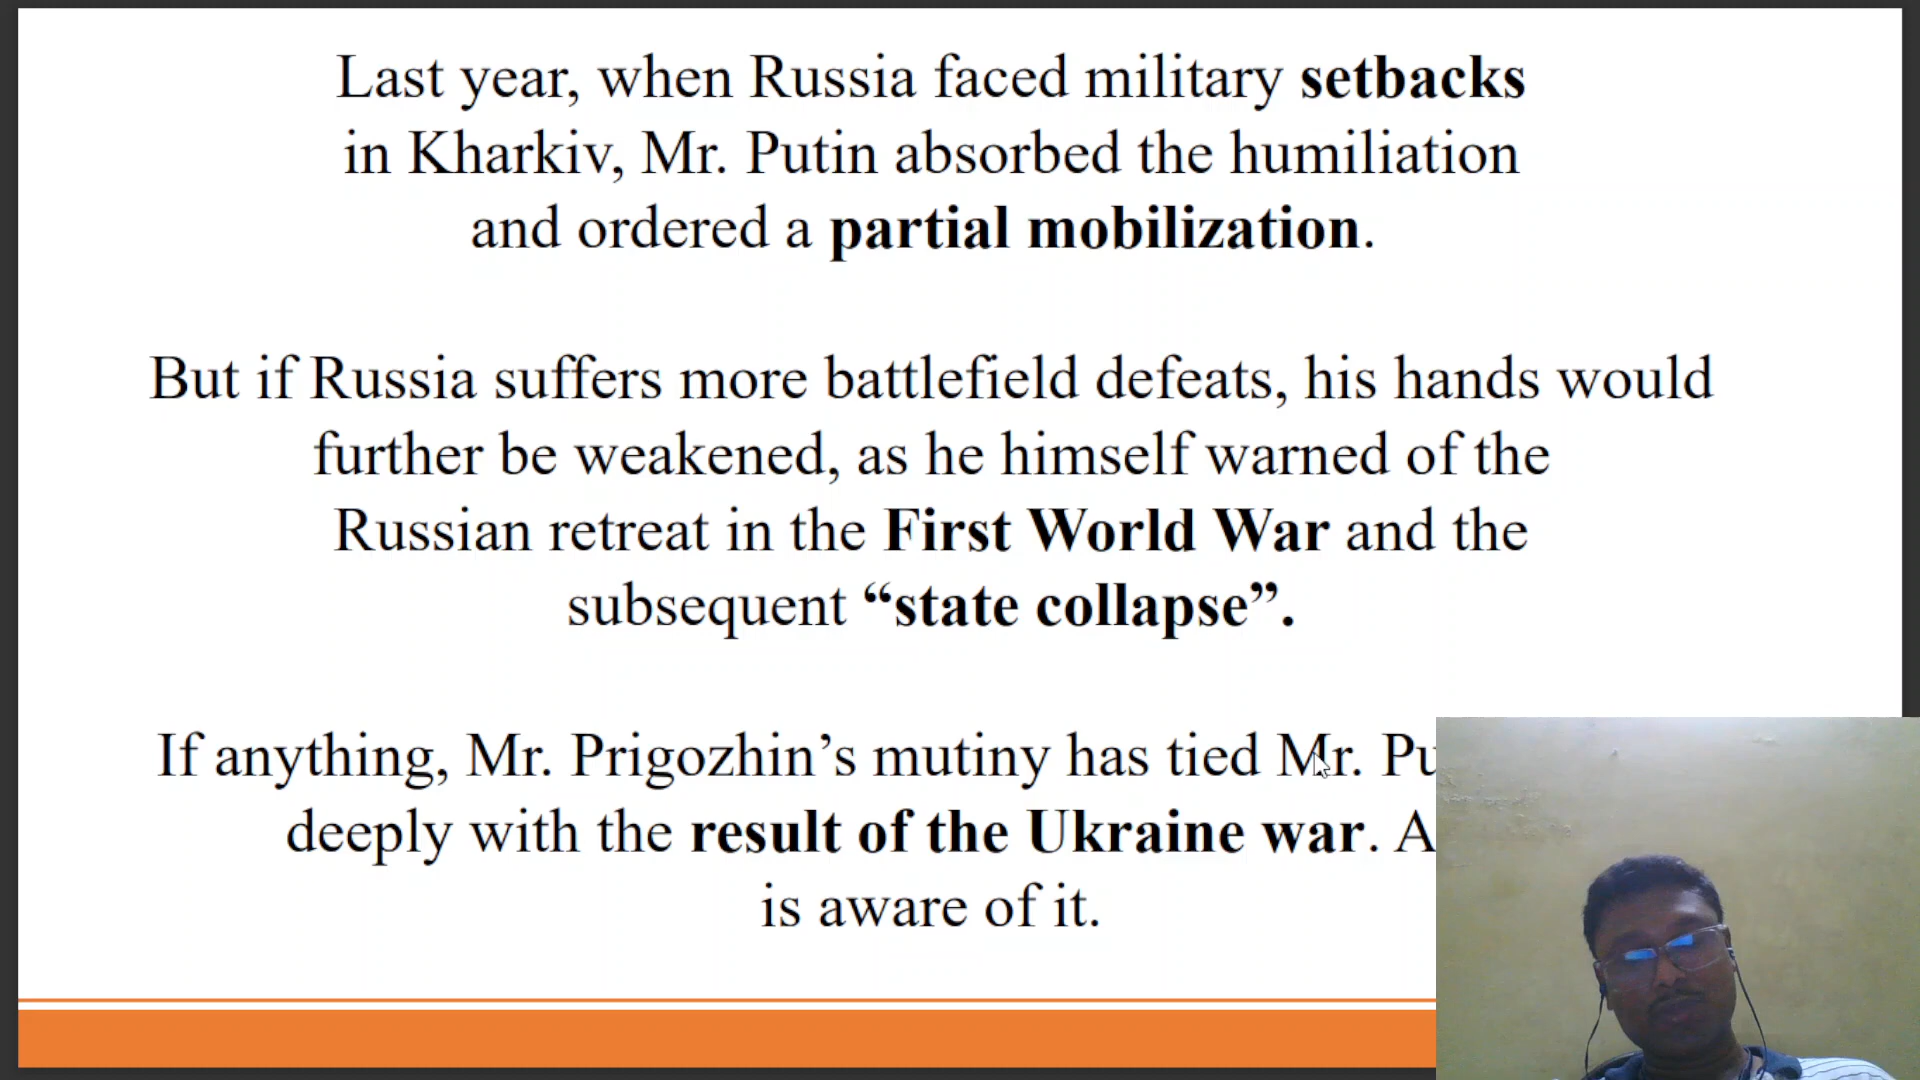 Last year, when Russia faced military setbacks
in Kharkiv, Mr. Putin absorbed the humiliation
and ordered a partial mobilization.
But if Russia suffers more battlefield defeats, his hands would
further be weakened, as he himself warned of the
Russian retreat in the First World War and the
subsequent “state collapse”.
If anything, Mr. Prigozhin’s mutiny has tied Mr.
deeply with the result of the Ukraine war.
is aware of it.